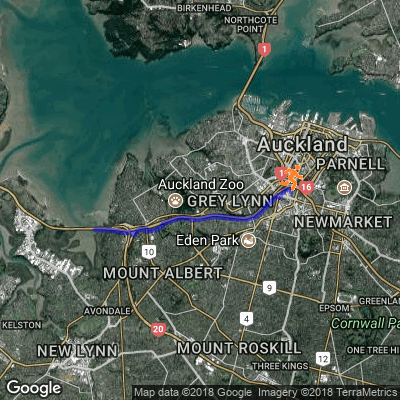 BIRKENHEAD
NORTHCOTE
POINT
1
Auckland
1
16
PARNELL
Auckland Zoo
GREY LYNN
NEWMARKET
Eden Park
10
MOUNT ALBERT
9
GREENLAN
AVONDALE
EPSOM
KELSTON
20
4
Cornwall Pa
NEW LYNN
MOUNT ROSKILL
12
ONE TREE HI
THREE KINGS
Google
Map data ©2018 Google Imagery ©2018 TerraMetrics